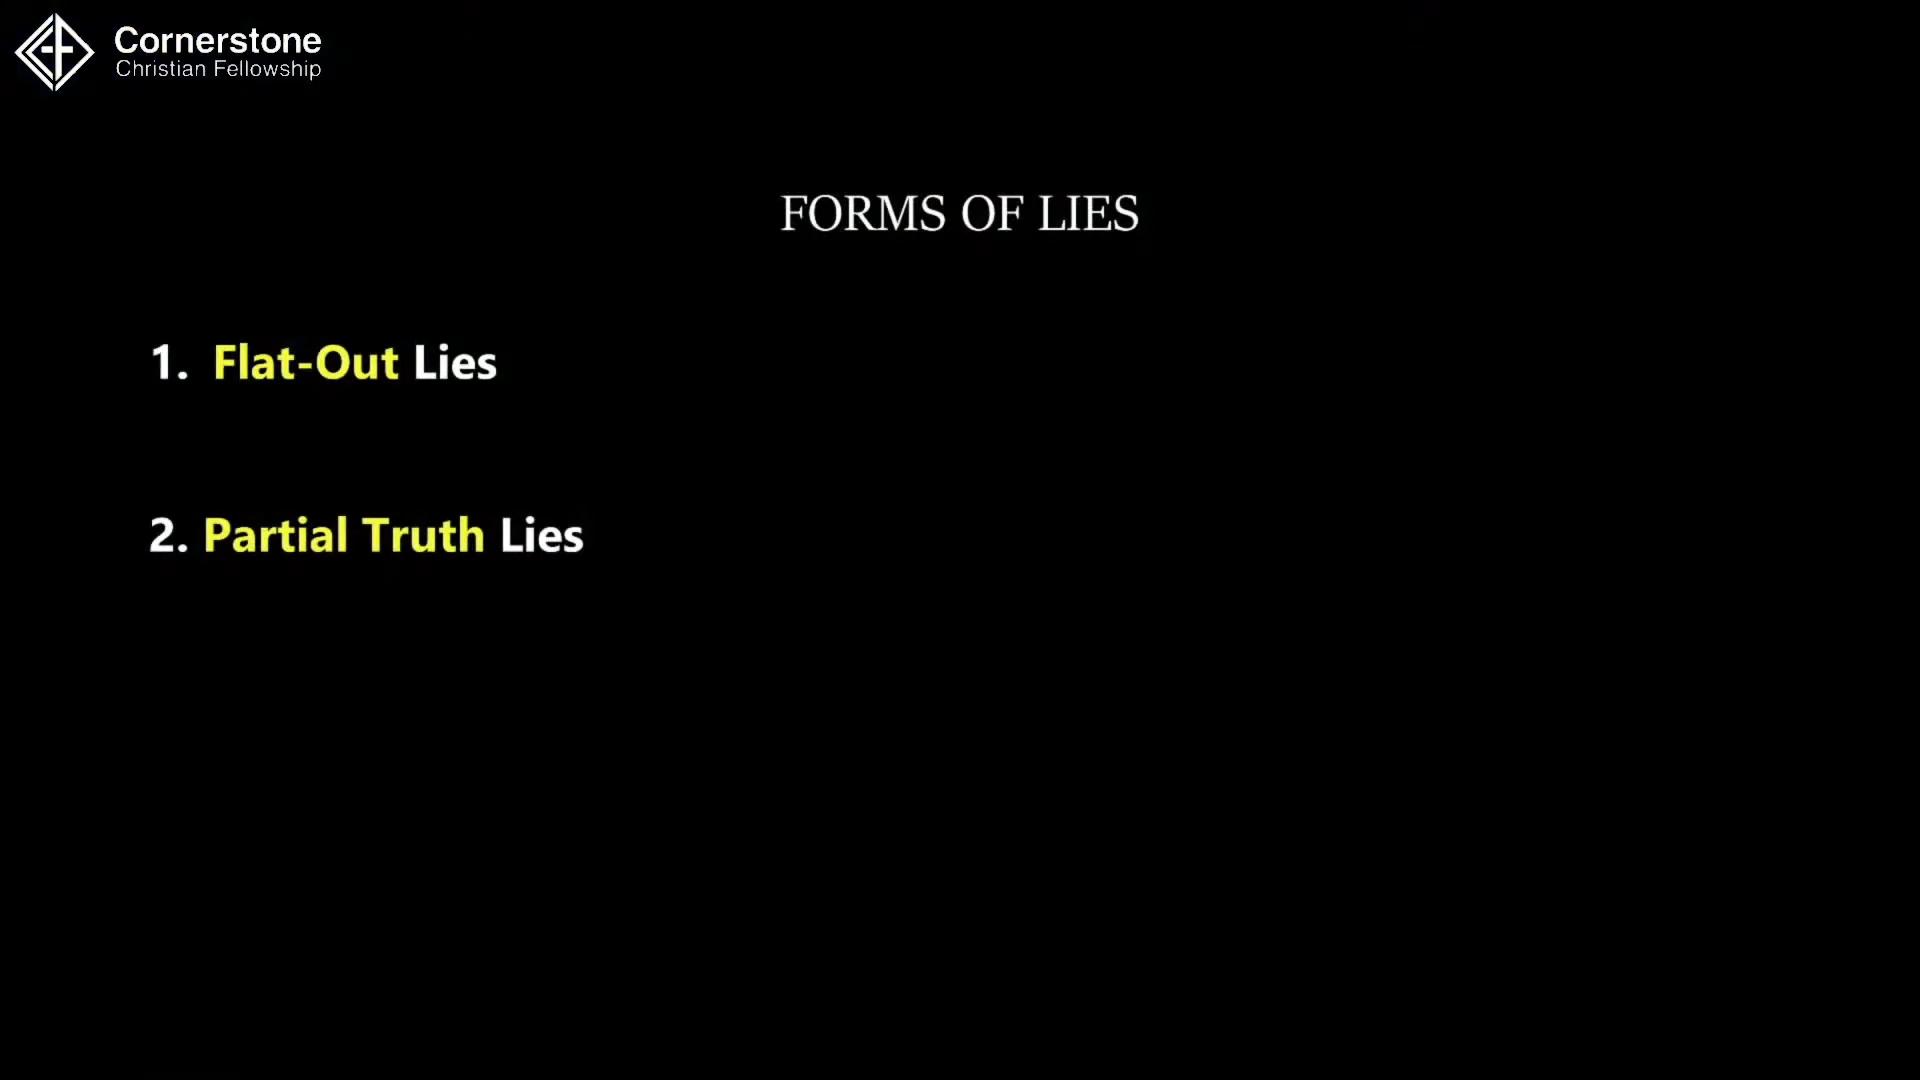 Cornerstone
Christian Fellowship
FORMS OF LIES
1. Flat-Out Lies
2. Partial Truth Lies